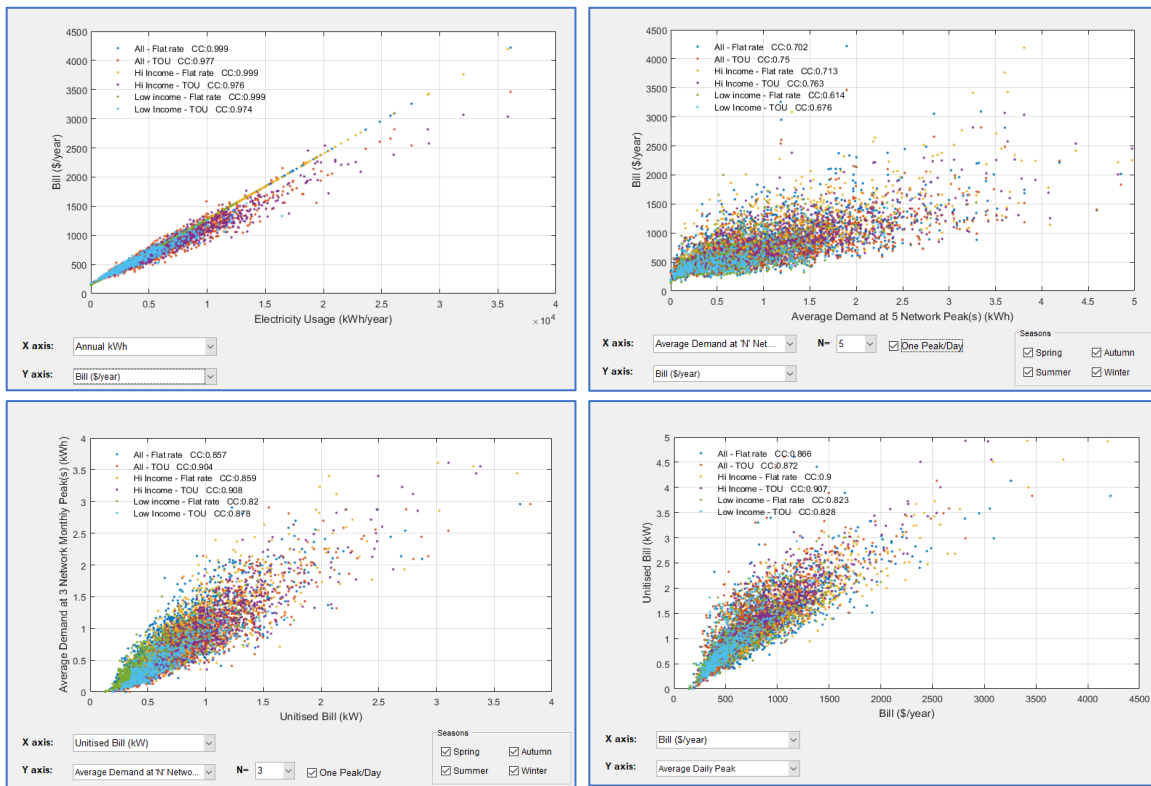 4500
4000
3500
3000
2500
2000
1500
1000
500
0
Bill ($/year)
All - Flat rate CC:0.999
All - TOU CC:0.977
Hi Income - Flat rate CC:0.999
Hi Income - TOU CC:0.976
Low income - Flat rate CC:0.999
Low Income - TOU CC:0.974
0 0.5 1 1.5 2 2.5 3 3.5 4
Electricity Usage (kWh/year)
× 10^4
X axis: Annual kWh
Y axis: Bill ($/year)
4500
4000
3500
3000
2500
2000
1500
1000
500
0
Bill ($/year)
All - Flat rate CC:0.702
All - TOU CC:0.75
Hi Income - Flat rate CC:0.713
Hi Income - TOU CC:0.763
Low income - Flat rate CC:0.614
Low Income - TOU CC:0.676
0 0.5 1 1.5 2 2.5 3 3.5 4 4.5 5
Average Demand at 5 Network Peak(s) (kWh)
X axis: Average Demand at 'N' Net... N= 5 One Peak/Day
Y axis: Bill ($/year)
Seasons
Spring Autumn
Summer Winter
4
3.5
3
2.5
2
1.5
1
0.5
0
Average Demand at 3 Network Monthly Peak(s) (kWh)
All - Flat rate CC:0.857
All - TOU CC:0.904
Hi Income - Flat rate CC:0.859
Hi Income - TOU CC:0.908
Low income - Flat rate CC:0.82
Low Income - TOU CC:0.878
0 0.5 1 1.5 2 2.5 3 3.5 4
Unitised Bill (kW)
X axis: Unitised Bill (kW)
Y axis: Average Demand at 'N' Netwo... N= 3 One Peak/Day
Seasons
Spring Autumn
Summer Winter
5
4.5
4
3.5
3
2.5
2
1.5
1
0.5
0
Unitised Bill (kW)
All - Flat rate CC:0.866
All - TOU CC:0.872
Hi Income - Flat rate CC:0.9
Hi Income - TOU CC:0.907
Low income - Flat rate CC:0.823
Low Income - TOU CC:0.828
0 500 1000 1500 2000 2500 3000 3500 4000 4500
Bill ($/year)
X axis: Bill ($/year)
Y axis: Average Daily Peak